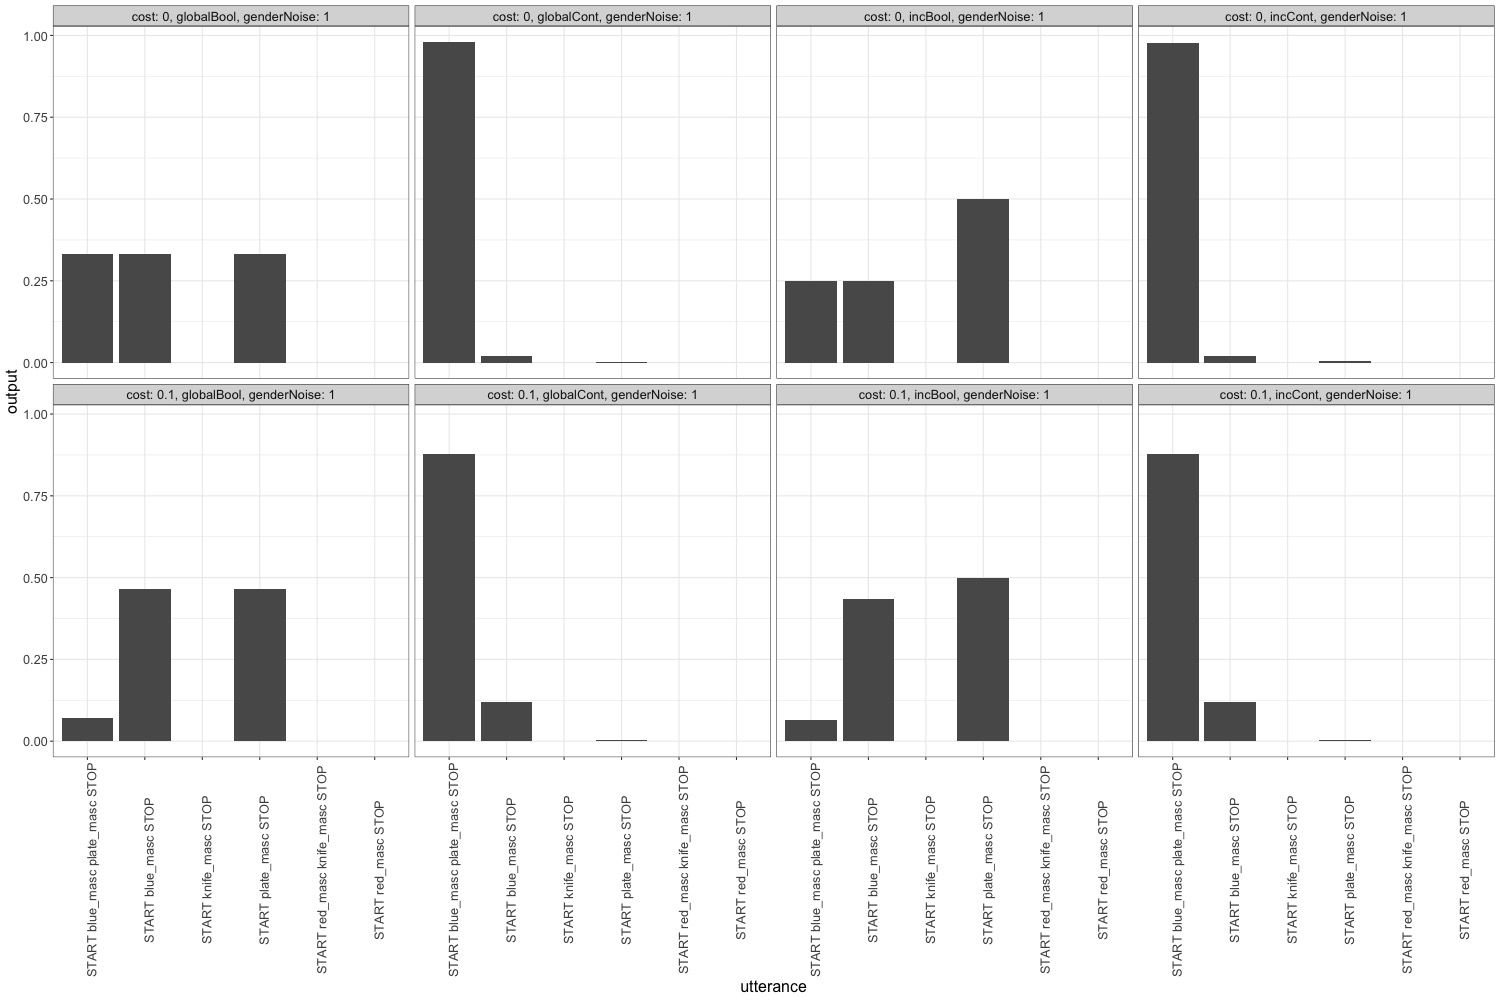 cost: 0, globalBool, genderNoise: 1
cost: 0, globalCont, genderNoise: 1
cost: 0, incBool, genderNoise: 1
cost: 0, incCont, genderNoise: 1
1.00
0.75
0.50
0.25
0.00
output
cost: 0.1, globalBool, genderNoise: 1
cost: 0.1, globalCont, genderNoise: 1
cost: 0.1, incBool, genderNoise: 1
cost: 0.1, incCont, genderNoise: 1
1.00
0.75
0.50
0.25
0.00
START blue_masc plate_masc STOP
START blue_masc STOP
START knife_masc STOP
START plate_masc STOP
START red_masc knife_masc STOP
START red_masc STOP
START blue_masc plate_masc STOP
START blue_masc STOP
START knife_masc STOP
START plate_masc STOP
START red_masc knife_masc STOP
START red_masc STOP
START blue_masc plate_masc STOP
START blue_masc STOP
START knife_masc STOP
START plate_masc STOP
START red_masc knife_masc STOP
START red_masc STOP
START blue_masc plate_masc STOP
START blue_masc STOP
START knife_masc STOP
START plate_masc STOP
START red_masc knife_masc STOP
START red_masc STOP
utterance